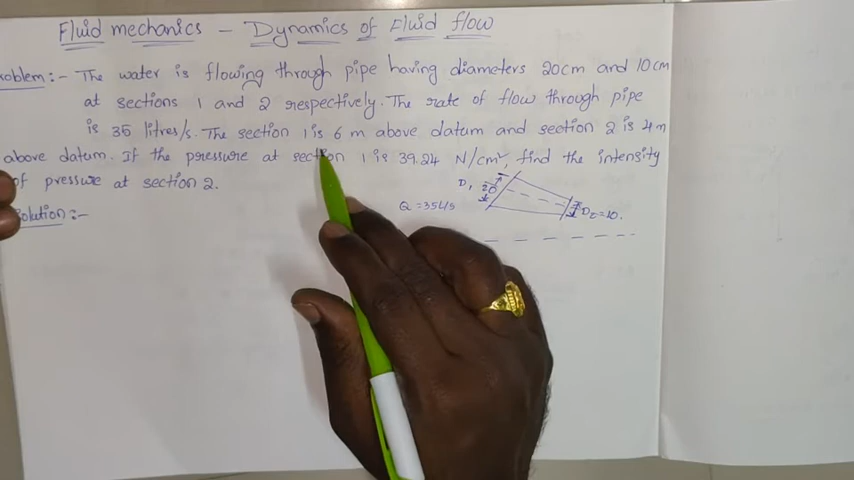 Fluid mechanics - Dynamics of Fluid flow
roblem:- The water is flowing through pipe having diameters 20cm and 10cm
at sections 1 and 2 respectively. The rate of flow through pipe
is 35 litres/s. The section 1 is 6 m above datum and section 2 is 4m
above datum. If the pressure at section 1 is 39.24 N/cm², find the intensity
of pressure at section 2.
Solution:-
Q = 35L/s
D₁ 20
D₂=10.